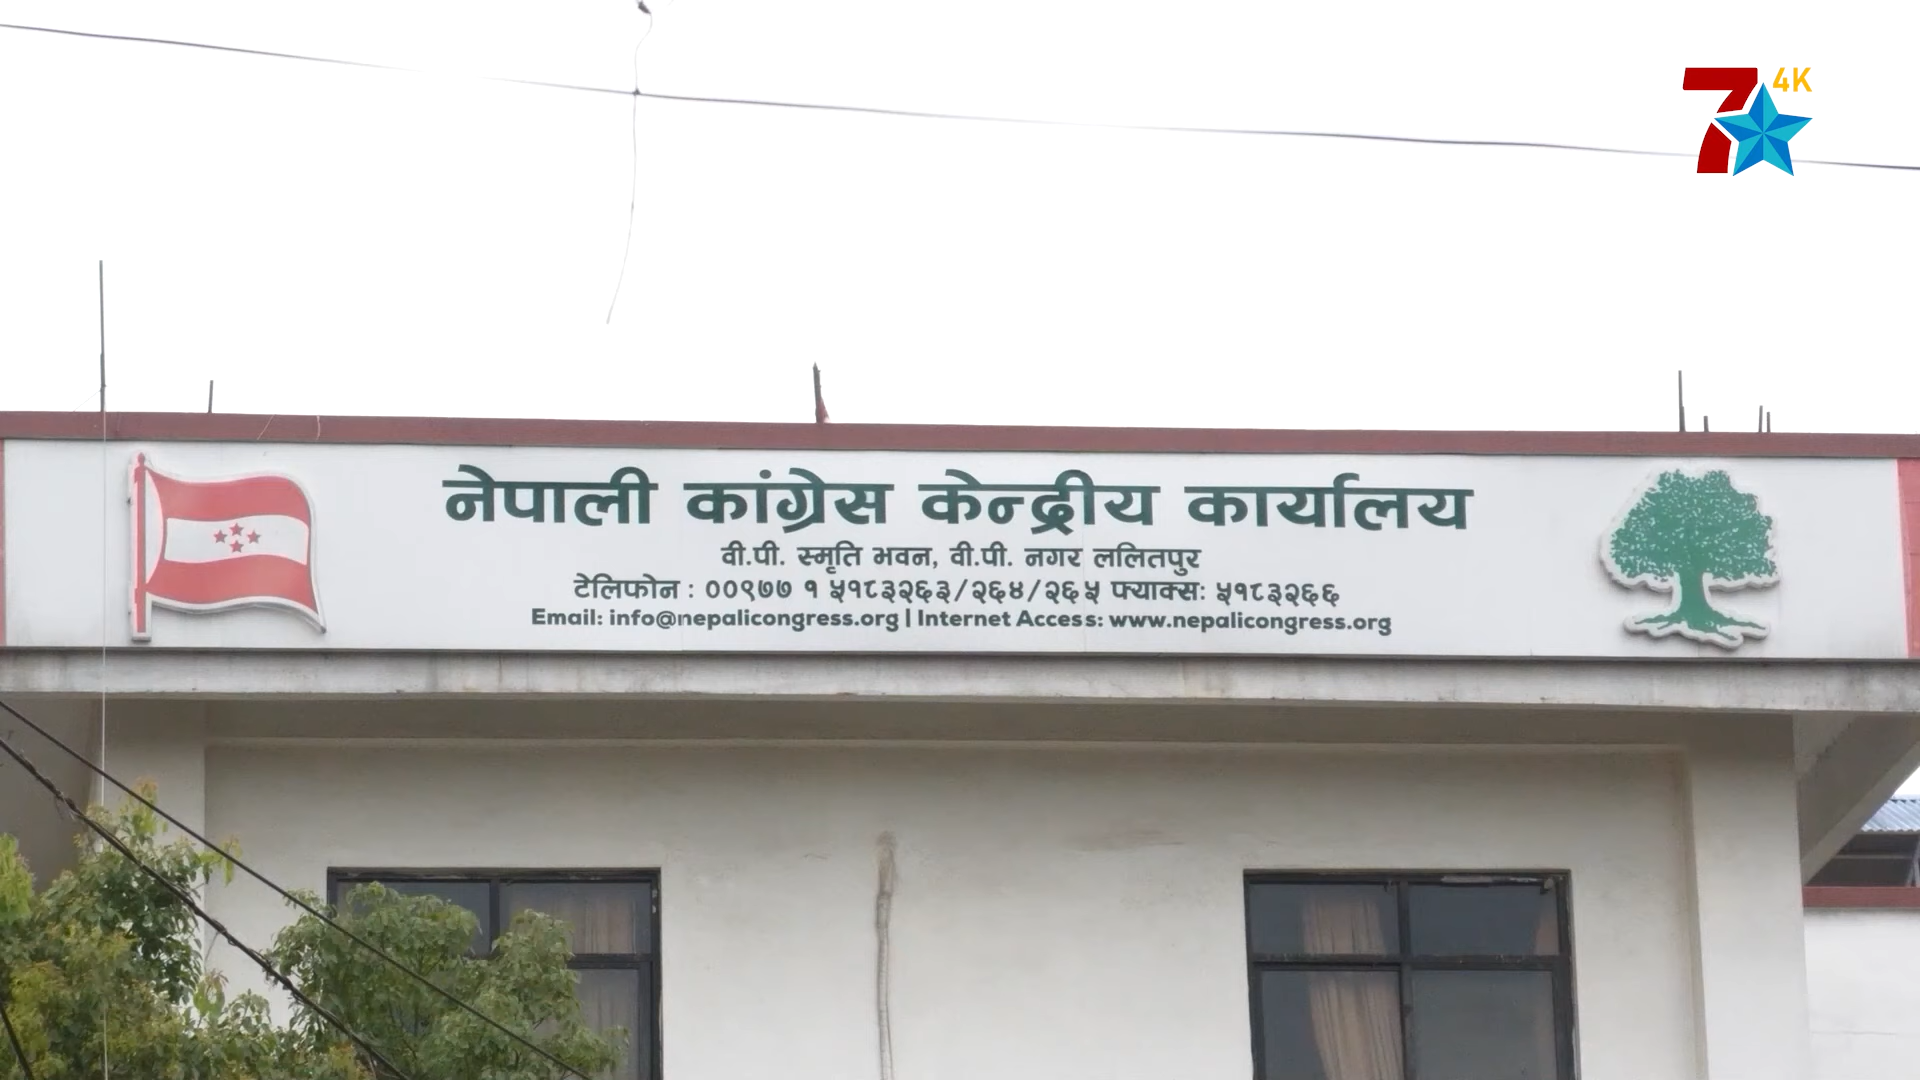 7 4K
नेपाली कांग्रेस केन्द्रीय कार्यालय
वी.पी. स्मृति भवन, वी.पी. नगर ललितपुर
टेलिफोन : ००९७७ १ ५१८३२६३/२६४/२६५ फ्याक्स: ५१८३२६६
Email: info@nepalicongress.org | Internet Access: www.nepalicongress.org